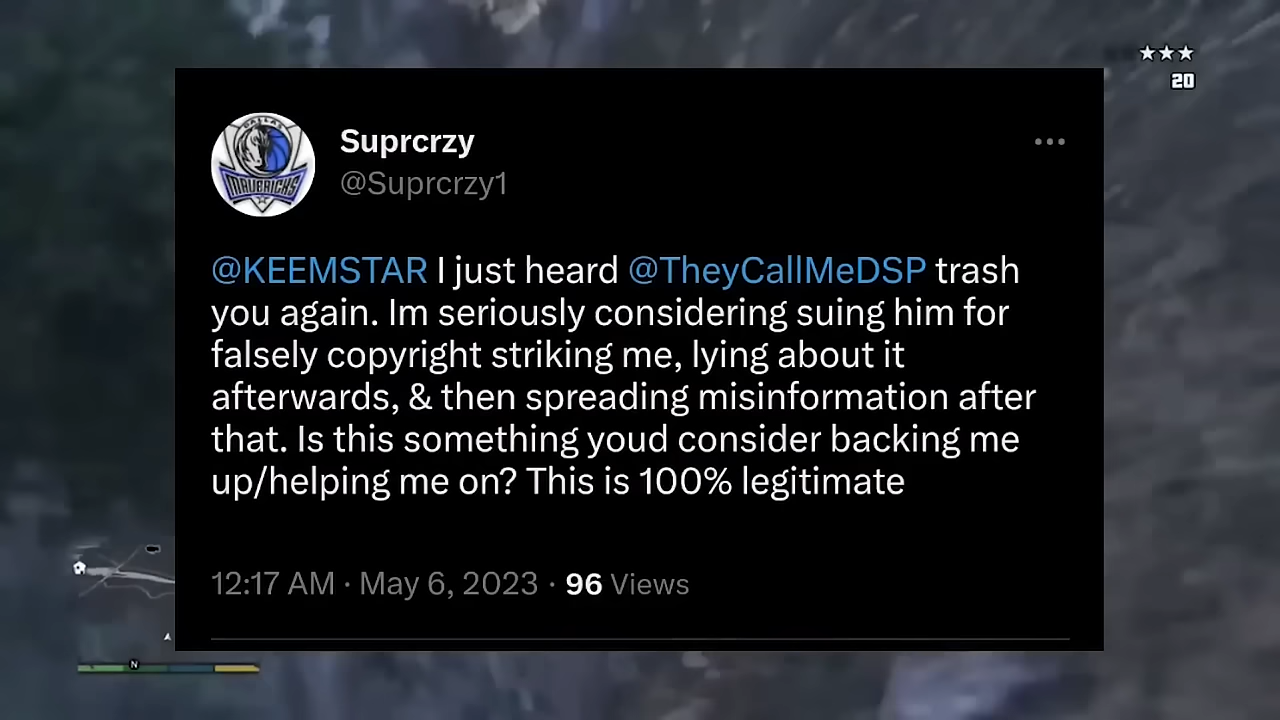 ★★★
20
DALLAS
MAVERICKS
Suprcrzy
@Suprcrzy1
@KEEMSTAR I just heard @TheyCallMeDSP trash
you again. Im seriously considering suing him for
falsely copyright striking me, lying about it
afterwards, & then spreading misinformation after
that. Is this something youd consider backing me
up/helping me on? This is 100% legitimate
12:17 AM · May 6, 2023 · 96 Views
N